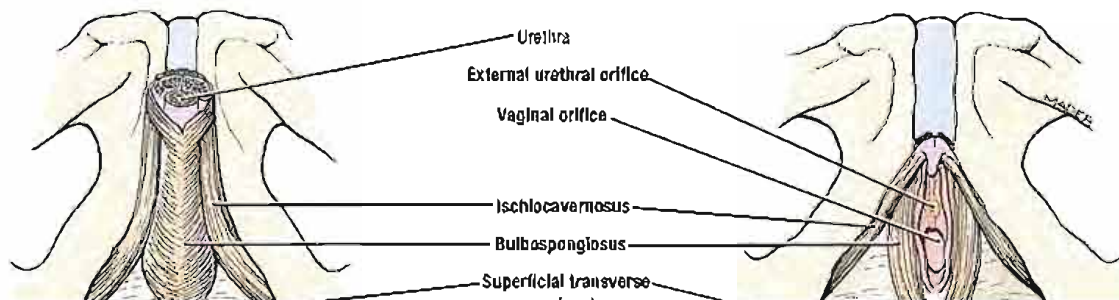 Urethra
External urethral orifice
Vaginal orifice
Ischiocavernosus
Bulbospongiosus
Superficial transverse